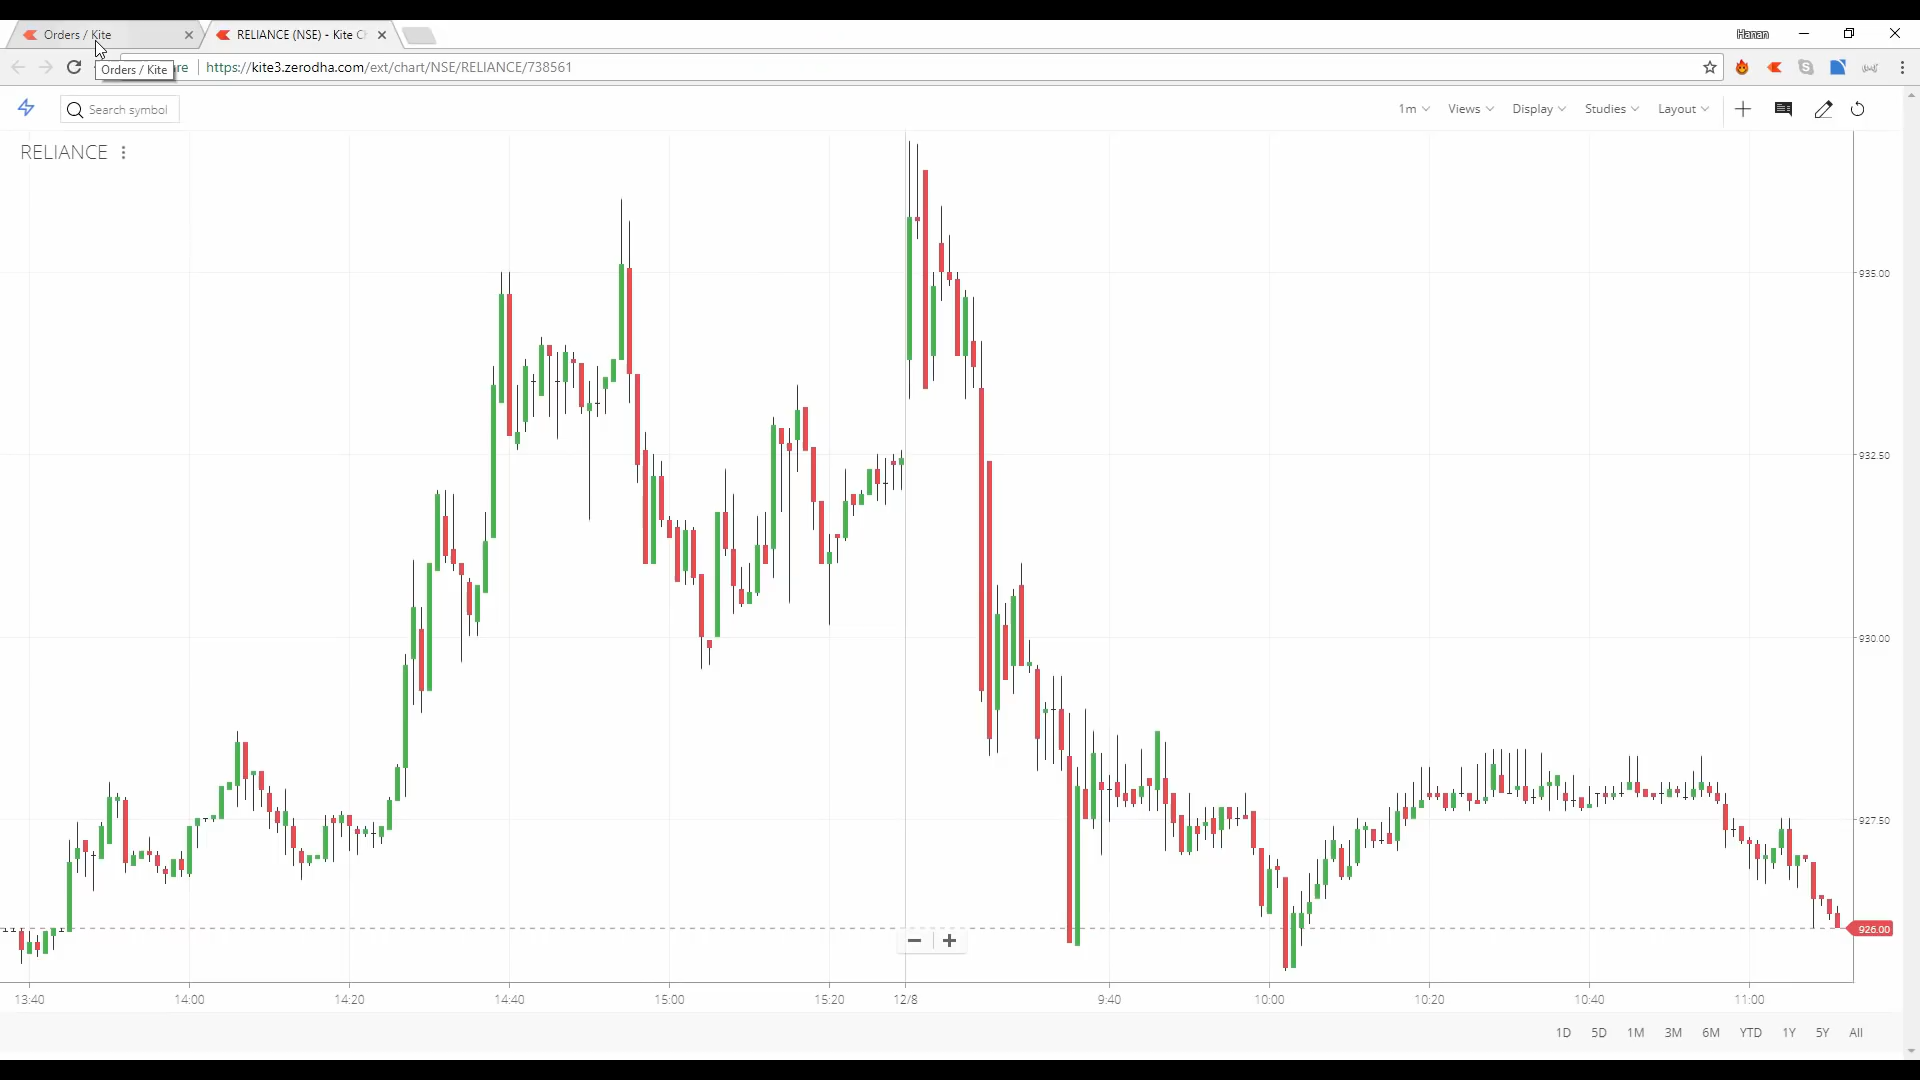 Orders / Kite
RELIANCE (NSE) - Kite C
Hanan
Orders / Kite
re
https://kite3.zerodha.com/ext/chart/NSE/RELIANCE/738561
Search symbol
1m
Views
Display
Studies
Layout
RELIANCE
935.00
932.50
930.00
927.50
926.00
13:40
14:00
14:20
14:40
15:00
15:20
12/8
9:40
10:00
10:20
10:40
11:00
1D
5D
1M
3M
6M
YTD
1Y
5Y
All